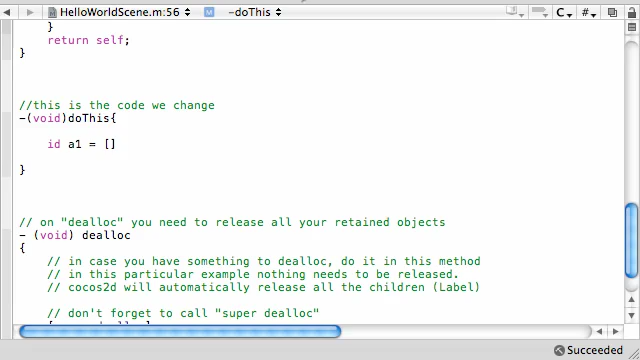 HelloWorldScene.m:56 -doThis C #
}
return self;
}
//this is the code we change
-(void)doThis{
id a1 = []
}
// on "dealloc" you need to release all your retained objects
- (void) dealloc
{
// in case you have something to dealloc, do it in this method
// in this particular example nothing needs to be released.
// cocos2d will automatically release all the children (Label)
// don't forget to call "super dealloc"
Succeeded